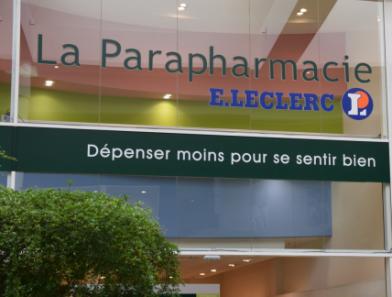 La Parapharmacie
E.LECLERC L
Dépenser moins pour se sentir bien